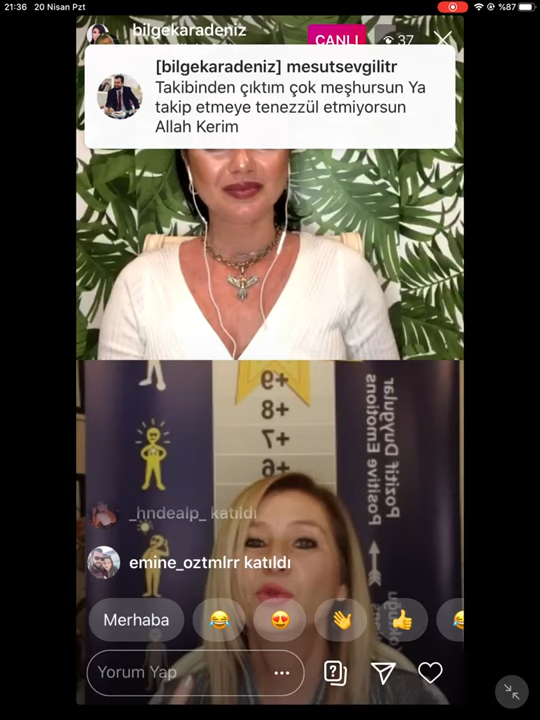 21:36 20 Nisan Pzt
%87
bilgekaradeniz
CANLI 37
[bilgekaradeniz] mesutsevgilitr
Takibinden çıktım çok meşhursun Ya
takip etmeye tenezzül etmiyorsun
Allah Kerim
+9
+8
+7
+6
Positive Emotions
Pozitif Duygular
_hndealp_ katıldı
emine_oztmlrr katıldı
Merhaba
Yorum Yap